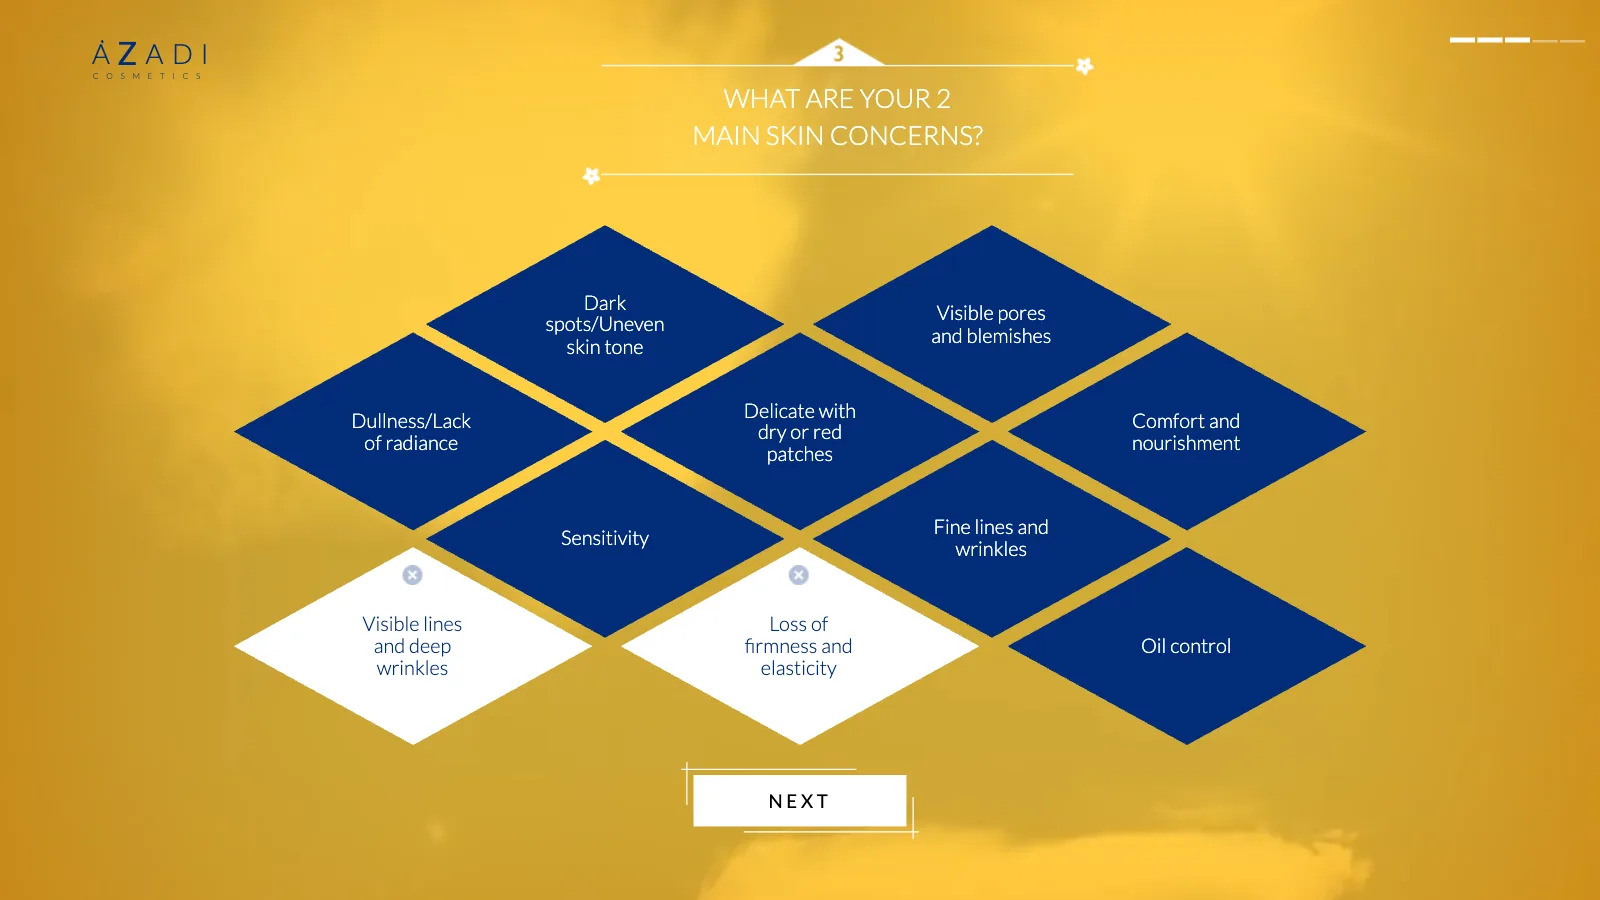 ÁZADI
COSMETICS
3
WHAT ARE YOUR 2
MAIN SKIN CONCERNS?
Dark
spots/Uneven
skin tone
Visible pores
and blemishes
Dullness/Lack
of radiance
Delicate with
dry or red
patches
Comfort and
nourishment
Sensitivity
Fine lines and
wrinkles
Visible lines
and deep
wrinkles
Loss of
firmness and
elasticity
Oil control
NEXT